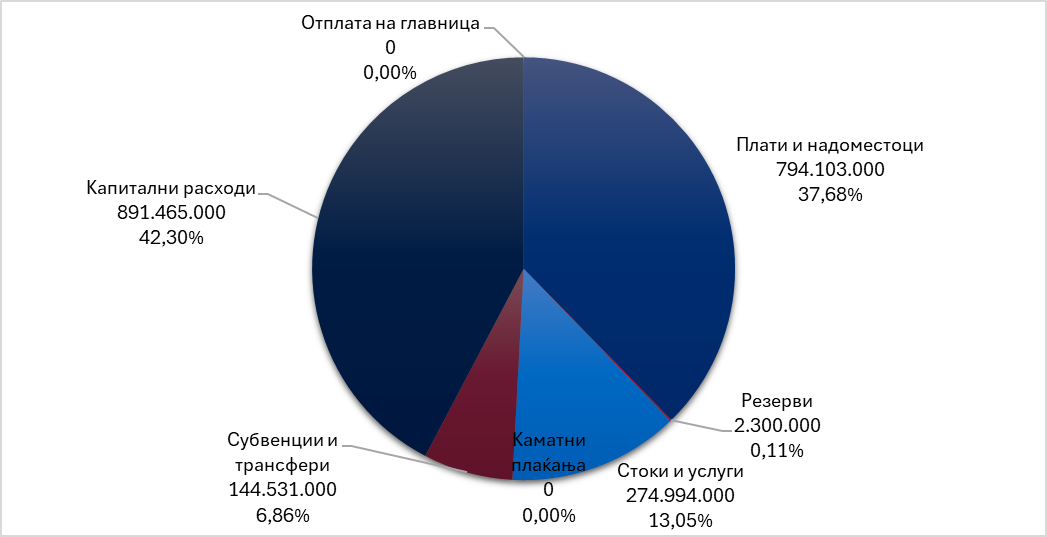 Отплата на главница
0
0,00%
Плати и надоместоци
794.103.000
37,68%
Капитални расходи
891.465.000
42,30%
Резерви
2.300.000
0,11%
Субвенции и
трансфери
144.531.000
6,86%
Каматни
плаќања
0
0,00%
Стоки и услуги
274.994.000
13,05%